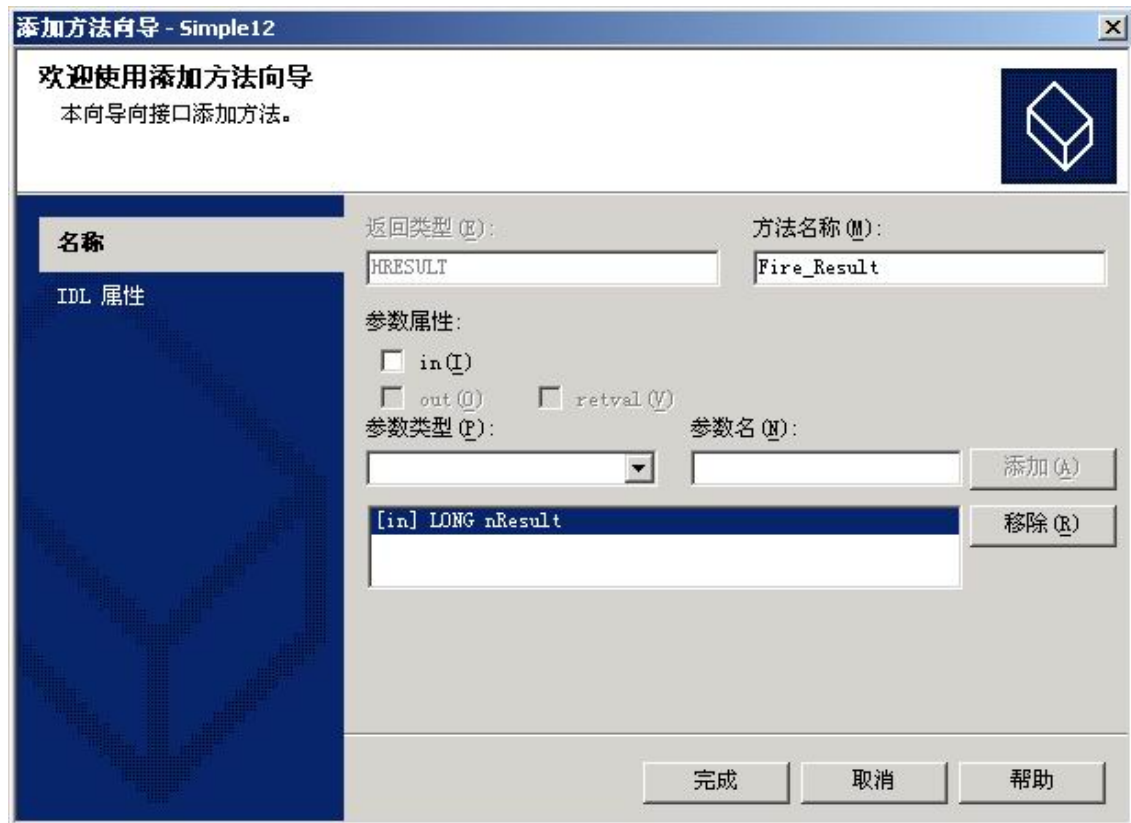 添加方法向导 - Simple12
欢迎使用添加方法向导
本向导向接口添加方法。
名称
IDL 属性
返回类型(E): 方法名称(M):
HRESULT Fire_Result
参数属性:
in(I)
out(O) retval(V)
参数类型(P): 参数名(N):
添加(A)
[in] LONG nResult 移除(R)
完成 取消 帮助